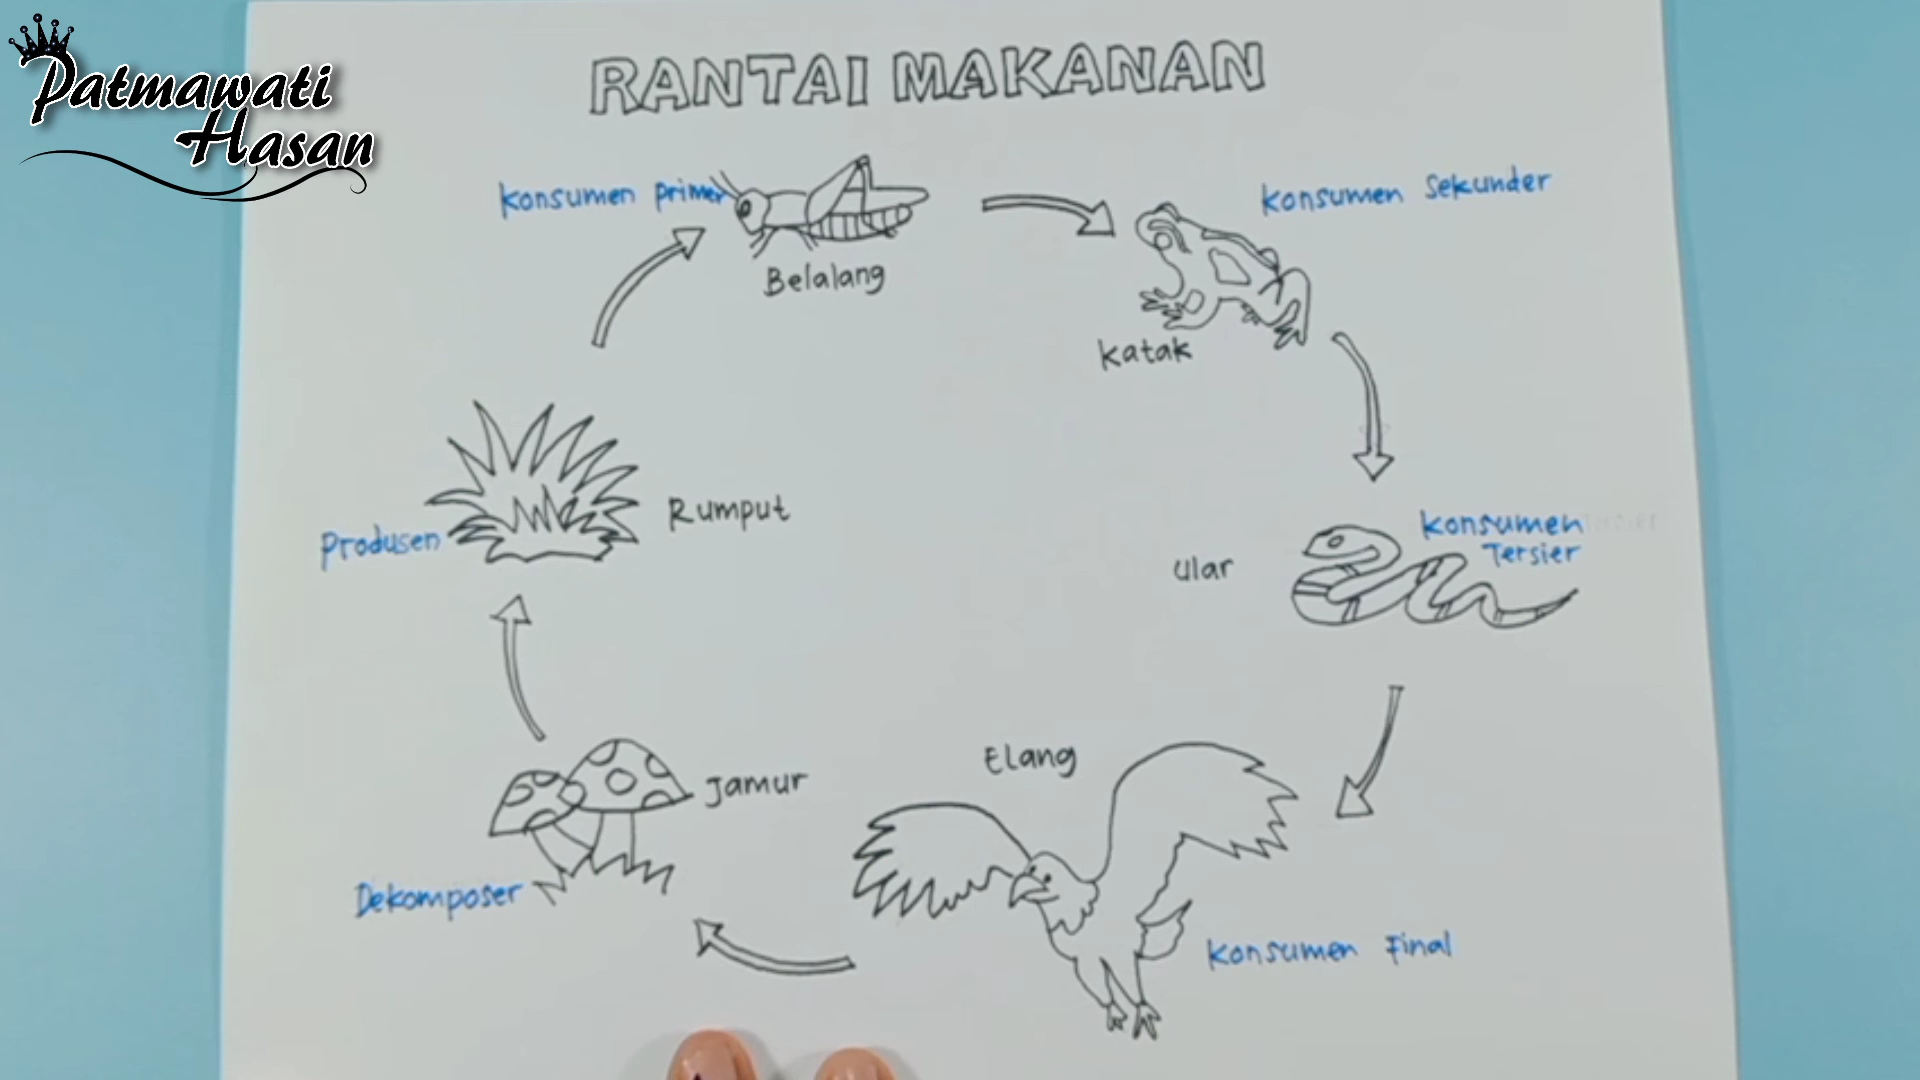 Patmawati
Hasan
RANTAI MAKANAN
Konsumen primer
Belalang
Konsumen Sekunder
Katak
Rumput
Produsen
Konsumen
Tersier
ular
Elang
Jamur
Dekomposer
Konsumen Final